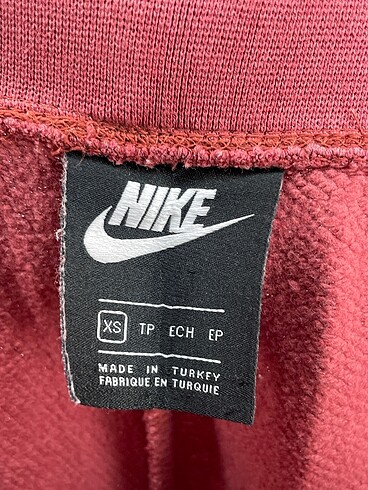 NIKE
XS TP ECH EP
MADE IN TURKEY
FABRIQUE EN TURQUIE